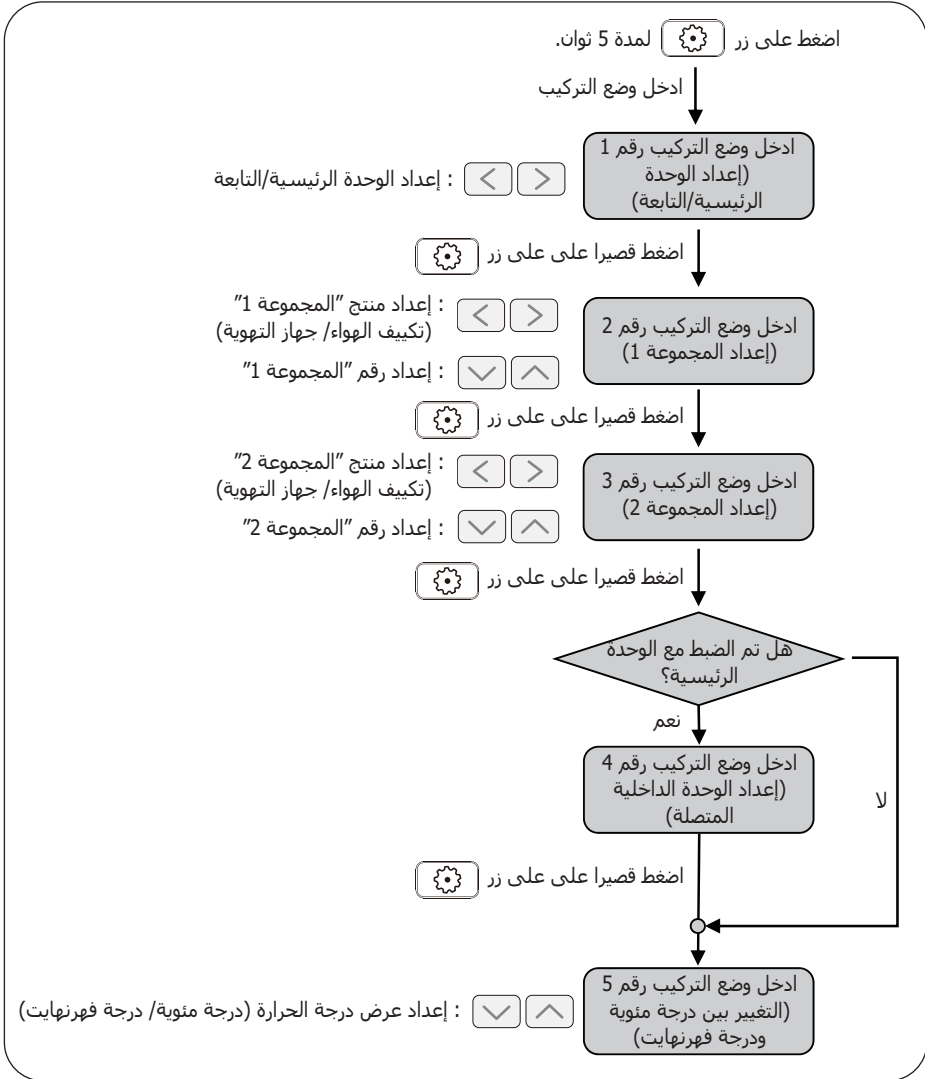 اضغط على زر لمدة 5 ثوان.
ادخل وضع التركيب
ادخل وضع التركيب رقم 1
(إعداد الوحدة
الرئيسية/التابعة)
: إعداد الوحدة الرئيسية/التابعة
اضغط قصيرا على على زر
ادخل وضع التركيب رقم 2
(إعداد المجموعة 1)
: إعداد منتج "المجموعة 1"
(تكييف الهواء/ جهاز التهوية)
: إعداد رقم "المجموعة 1"
اضغط قصيرا على على زر
ادخل وضع التركيب رقم 3
(إعداد المجموعة 2)
: إعداد منتج "المجموعة 2"
(تكييف الهواء/ جهاز التهوية)
: إعداد رقم "المجموعة 2"
اضغط قصيرا على على زر
هل تم الضبط مع الوحدة
الرئيسية؟
نعم
ادخل وضع التركيب رقم 4
(إعداد الوحدة الداخلية
المتصلة)
لا
اضغط قصيرا على على زر
ادخل وضع التركيب رقم 5
(التغيير بين درجة مئوية
ودرجة فهرنهايت)
: إعداد عرض درجة الحرارة (درجة مئوية/ درجة فهرنهايت)